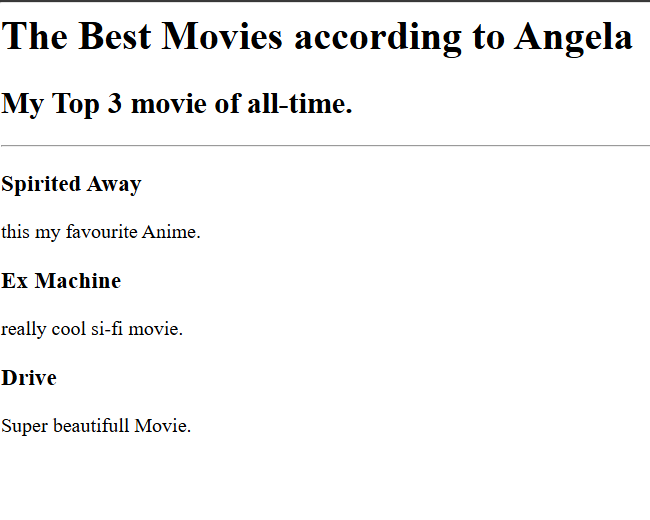 The Best Movies according to Angela
My Top 3 movie of all-time.
Spirited Away
this my favourite Anime.
Ex Machine
really cool si-fi movie.
Drive
Super beautifull Movie.